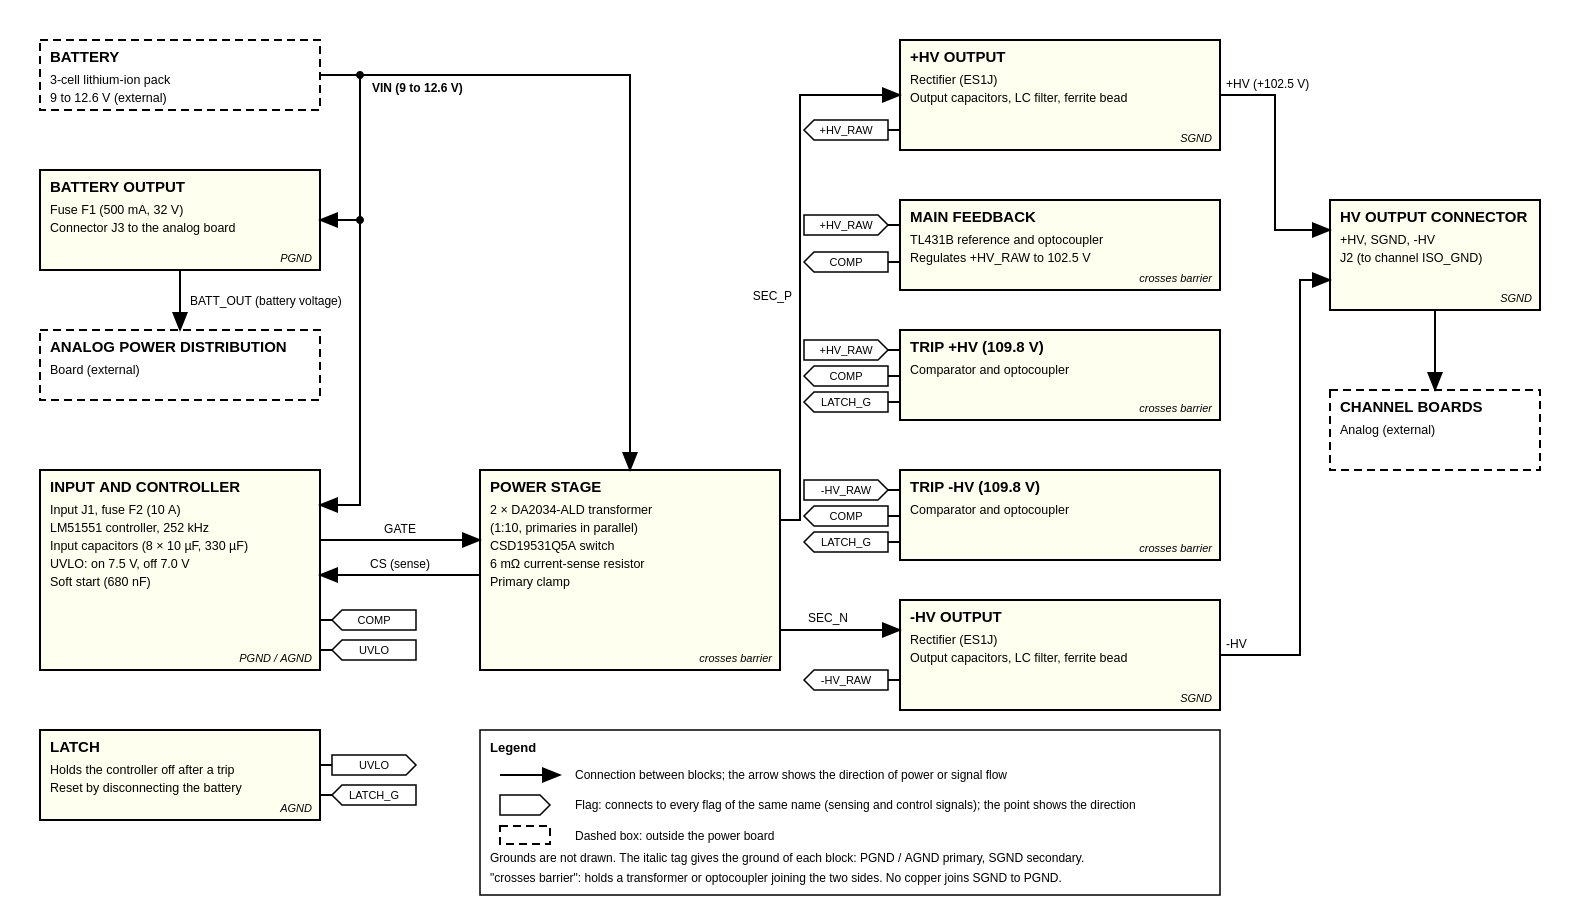 BATTERY
3-cell lithium-ion pack
9 to 12.6 V (external)
VIN (9 to 12.6 V)
BATTERY OUTPUT
Fuse F1 (500 mA, 32 V)
Connector J3 to the analog board
PGND
BATT_OUT (battery voltage)
ANALOG POWER DISTRIBUTION
Board (external)
INPUT AND CONTROLLER
Input J1, fuse F2 (10 A)
LM51551 controller, 252 kHz
Input capacitors (8 × 10 µF, 330 µF)
UVLO: on 7.5 V, off 7.0 V
Soft start (680 nF)
PGND / AGND
GATE
CS (sense)
COMP
UVLO
LATCH
Holds the controller off after a trip
Reset by disconnecting the battery
AGND
UVLO
LATCH_G
POWER STAGE
2 × DA2034-ALD transformer
(1:10, primaries in parallel)
CSD19531Q5A switch
6 mΩ current-sense resistor
Primary clamp
crosses barrier
SEC_P
SEC_N
+HV OUTPUT
Rectifier (ES1J)
Output capacitors, LC filter, ferrite bead
SGND
+HV_RAW
+HV (+102.5 V)
MAIN FEEDBACK
TL431B reference and optocoupler
Regulates +HV_RAW to 102.5 V
crosses barrier
+HV_RAW
COMP
TRIP +HV (109.8 V)
Comparator and optocoupler
crosses barrier
+HV_RAW
COMP
LATCH_G
TRIP -HV (109.8 V)
Comparator and optocoupler
crosses barrier
-HV_RAW
COMP
LATCH_G
-HV OUTPUT
Rectifier (ES1J)
Output capacitors, LC filter, ferrite bead
SGND
-HV_RAW
-HV
HV OUTPUT CONNECTOR
+HV, SGND, -HV
J2 (to channel ISO_GND)
SGND
CHANNEL BOARDS
Analog (external)
Legend
Connection between blocks; the arrow shows the direction of power or signal flow
Flag: connects to every flag of the same name (sensing and control signals); the point shows the direction
Dashed box: outside the power board
Grounds are not drawn. The italic tag gives the ground of each block: PGND / AGND primary, SGND secondary.
"crosses barrier": holds a transformer or optocoupler joining the two sides. No copper joins SGND to PGND.